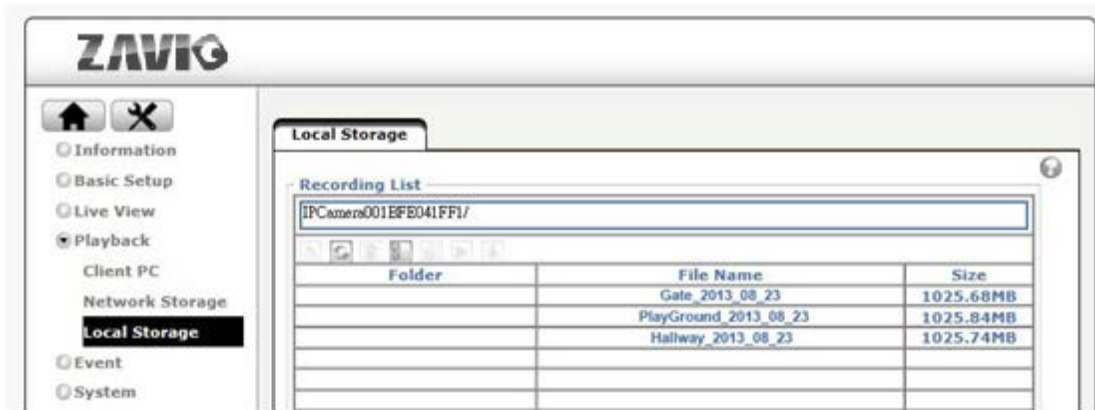 ZAVIO
Information
Basic Setup
Live View
Playback
Client PC
Network Storage
Local Storage
Event
System
Local Storage
Recording List
IPCamera001BFE041FF1/
Folder File Name Size
Gate_2013_08_23 1025.68MB
PlayGround_2013_08_23 1025.84MB
Hallway_2013_08_23 1025.74MB